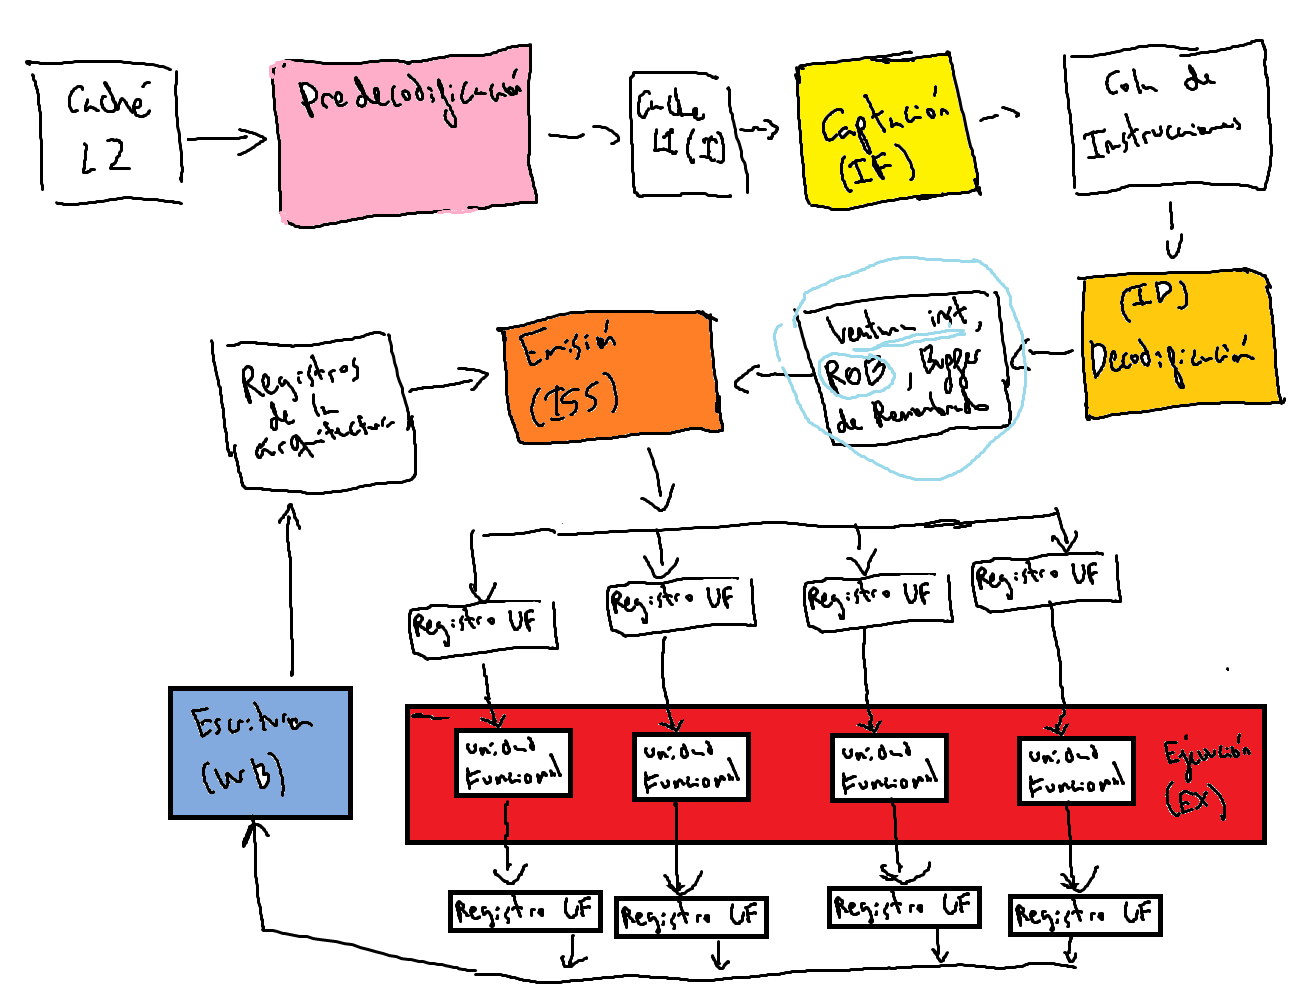 Caché
L2
Predecodificación
Cache
L1 (I)
Captación
(IF)
Cola de
Instrucciones
(ID)
Decodificación
Ventana inst,
ROB, Buffer
de Renombrado
Emisión
(ISS)
Registros
de la
arquitectura
Registro UF
Registro UF
Registro UF
Registro UF
Escritura
(WB)
Unidad
Funcional
Unidad
Funcional
Unidad
Funcional
Unidad
Funcional
Ejecución
(EX)
Registro UF
Registro UF
Registro UF
Registro UF